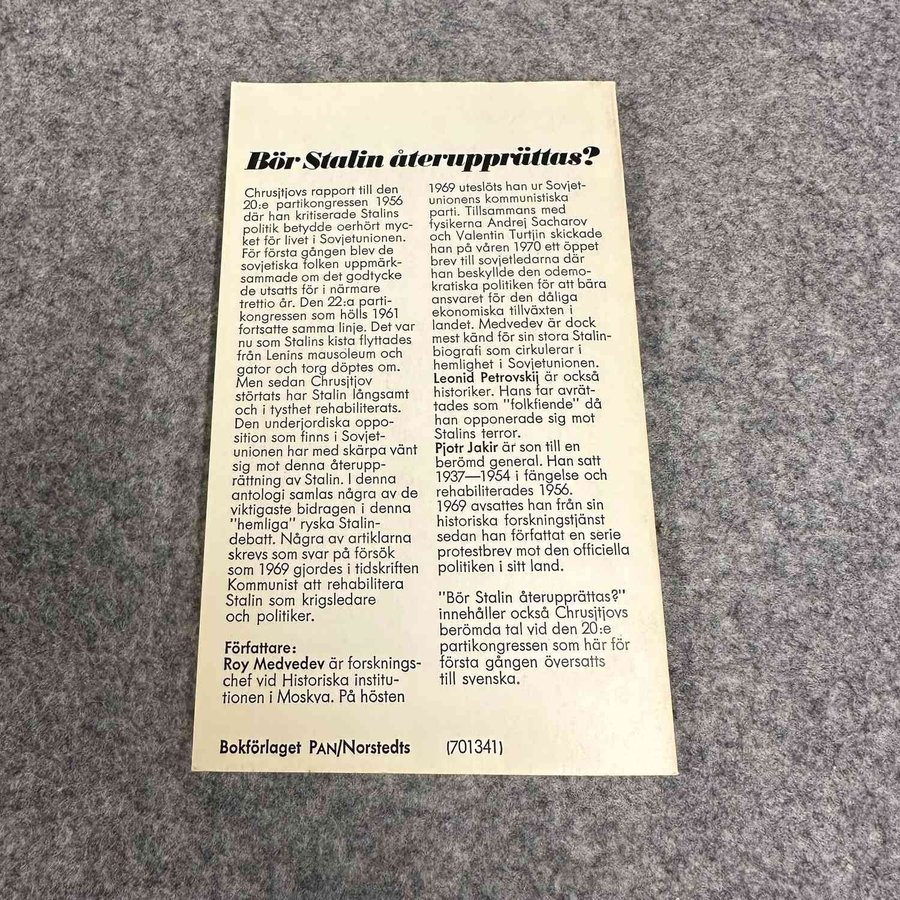 Bör Stalin återupprättas?
Chrusjtjovs rapport till den
20:e partikongressen 1956
där han kritiserade Stalins
politik betydde oerhört myc-
ket för livet i Sovjetunionen.
För första gången blev de
sovjetiska folken uppmärk-
sammade om det godtycke
de utsatts för i närmare
trettio år. Den 22:a parti-
kongressen som hölls 1961
fortsatte samma linje. Det var
nu som Stalins kista flyttades
från Lenins mausoleum och
gator och torg döptes om.
Men sedan Chrusjtjov
störtats har Stalin långsamt
och i tysthet rehabiliterats.
Den underjordiska oppo-
sition som finns i Sovjet-
unionen har med skärpa vänt
sig mot denna återupp-
rättning av Stalin. I denna
antologi samlas några av de
viktigaste bidragen i denna
"hemliga" ryska Stalin-
debatt. Några av artiklarna
skrevs som svar på försök
som 1969 gjordes i tidskriften
Kommunist att rehabilitera
Stalin som krigsledare
och politiker.
Författare:
Roy Medvedev är forsknings-
chef vid Historiska institu-
tionen i Moskva. På hösten
1969 uteslöts han ur Sovjet-
unionens kommunistiska
parti. Tillsammans med
fysikerna Andrej Sacharov
och Valentin Turtjin skickade
han på våren 1970 ett öppet
brev till sovjetledarna där
han beskyllde den odemo-
kratiska politiken för att bära
ansvaret för den dåliga
ekonomiska tillväxten i
landet. Medvedev är dock
mest känd för sin stora Stalin-
biografi som cirkulerar i
hemlighet i Sovjetunionen.
Leonid Petrovskij är också
historiker. Hans far avrät-
tades som "folkfiende" då
han opponerade sig mot
Stalins terror.
Pjotr Jakir är son till en
berömd general. Han satt
1937—1954 i fängelse och
rehabiliterades 1956.
1969 avsattes han från sin
historiska forskningstjänst
sedan han författat en serie
protestbrev mot den officiella
politiken i sitt land.
"Bör Stalin återupprättas?"
innehåller också Chrusjtjovs
berömda tal vid den 20:e
partikongressen som här för
första gången översatts
till svenska.
Bokförlaget PAN/Norstedts (701341)